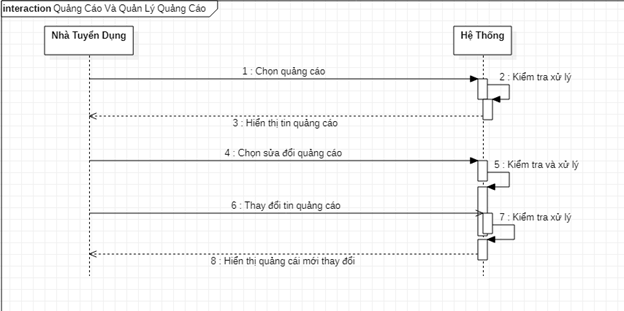 interaction Quảng Cáo Và Quản Lý Quảng Cáo
Nhà Tuyển Dụng
Hệ Thống
1 : Chọn quảng cáo
2 : Kiểm tra xử lý
3 : Hiển thị tin quảng cáo
4 : Chọn sửa đổi quảng cáo
5 : Kiểm tra và xử lý
6 : Thay đổi tin quảng cáo
7 : Kiểm tra xử lý
8 : Hiển thị quảng cái mới thay đổi